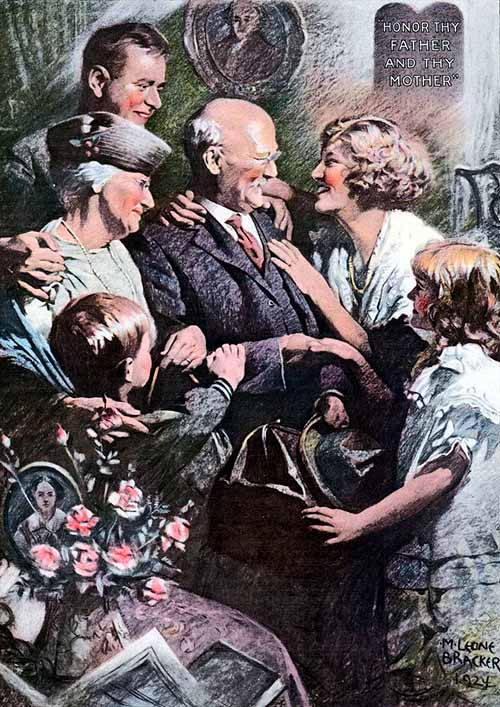 "HONOR THY
FATHER
AND THY
MOTHER"
M. LEONE
BRACKER
1924